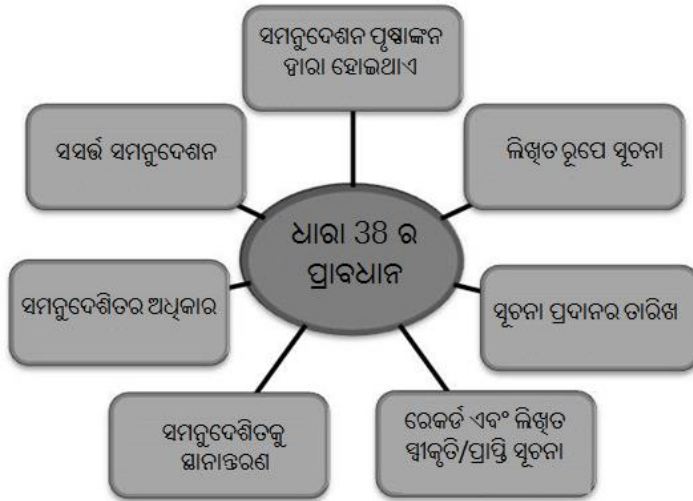 ସମନୁଦେଶନ ପୃଷ୍ଠାଙ୍କନ
ଦ୍ଵାରା ହୋଇଥାଏ
ସସର୍ତ୍ତ ସମନୁଦେଶନ
ଲିଖିତ ରୂପେ ସୂଚନା
ଧାରା 38 ର
ପ୍ରାବଧାନ
ସମନୁଦେଶିତର ଅଧିକାର
ସୂଚନା ପ୍ରଦାନର ତାରିଖ
ସମନୁଦେଶିତକୁ
ସ୍ଥାନାନ୍ତରଣ
ରେକର୍ଡ ଏବଂ ଲିଖିତ
ସ୍ଵୀକୃତି/ପ୍ରାପ୍ତି ସୂଚନା